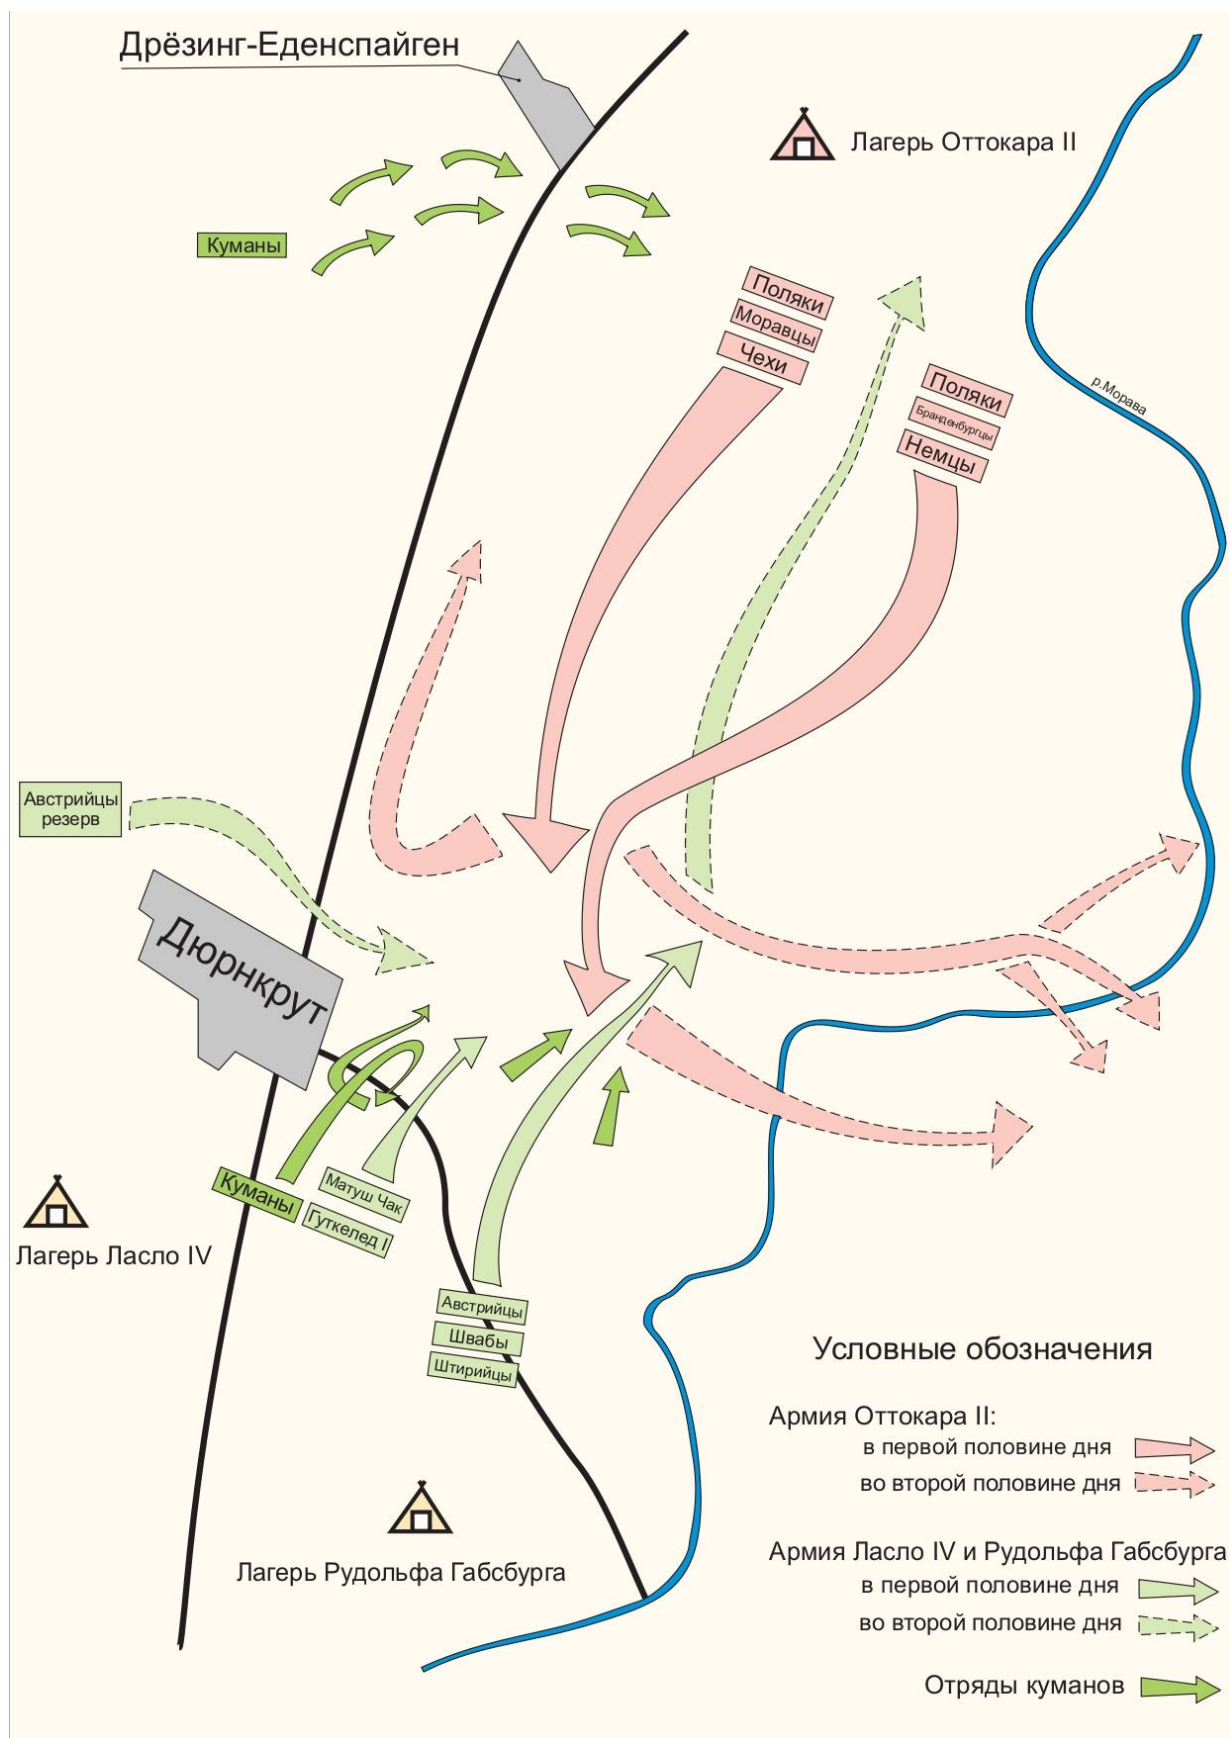 Дрёзинг-Еденспайген
Лагерь Оттокара II
Куманы
Поляки
Моравцы
Чехи
Поляки
Бранденбургцы
Немцы
р.Морава
Австрийцы
резерв
Дюрнкрут
Куманы
Матуш Чак
Гуткелед I
Лагерь Ласло IV
Австрийцы
Швабы
Штирийцы
Лагерь Рудольфа Габсбурга
Условные обозначения
Армия Оттокара II:
в первой половине дня
во второй половине дня
Армия Ласло IV и Рудольфа Габсбурга
в первой половине дня
во второй половине дня
Отряды куманов